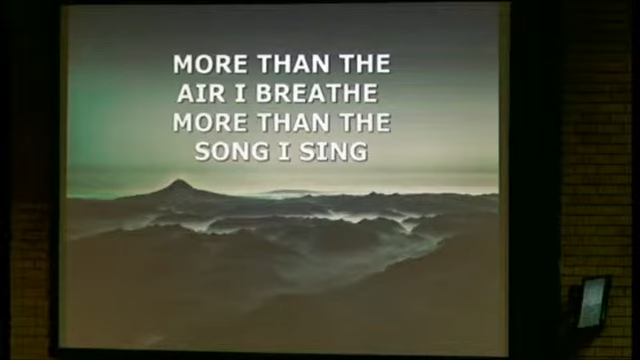 MORE THAN THE
AIR I BREATHE
MORE THAN THE
SONG I SING